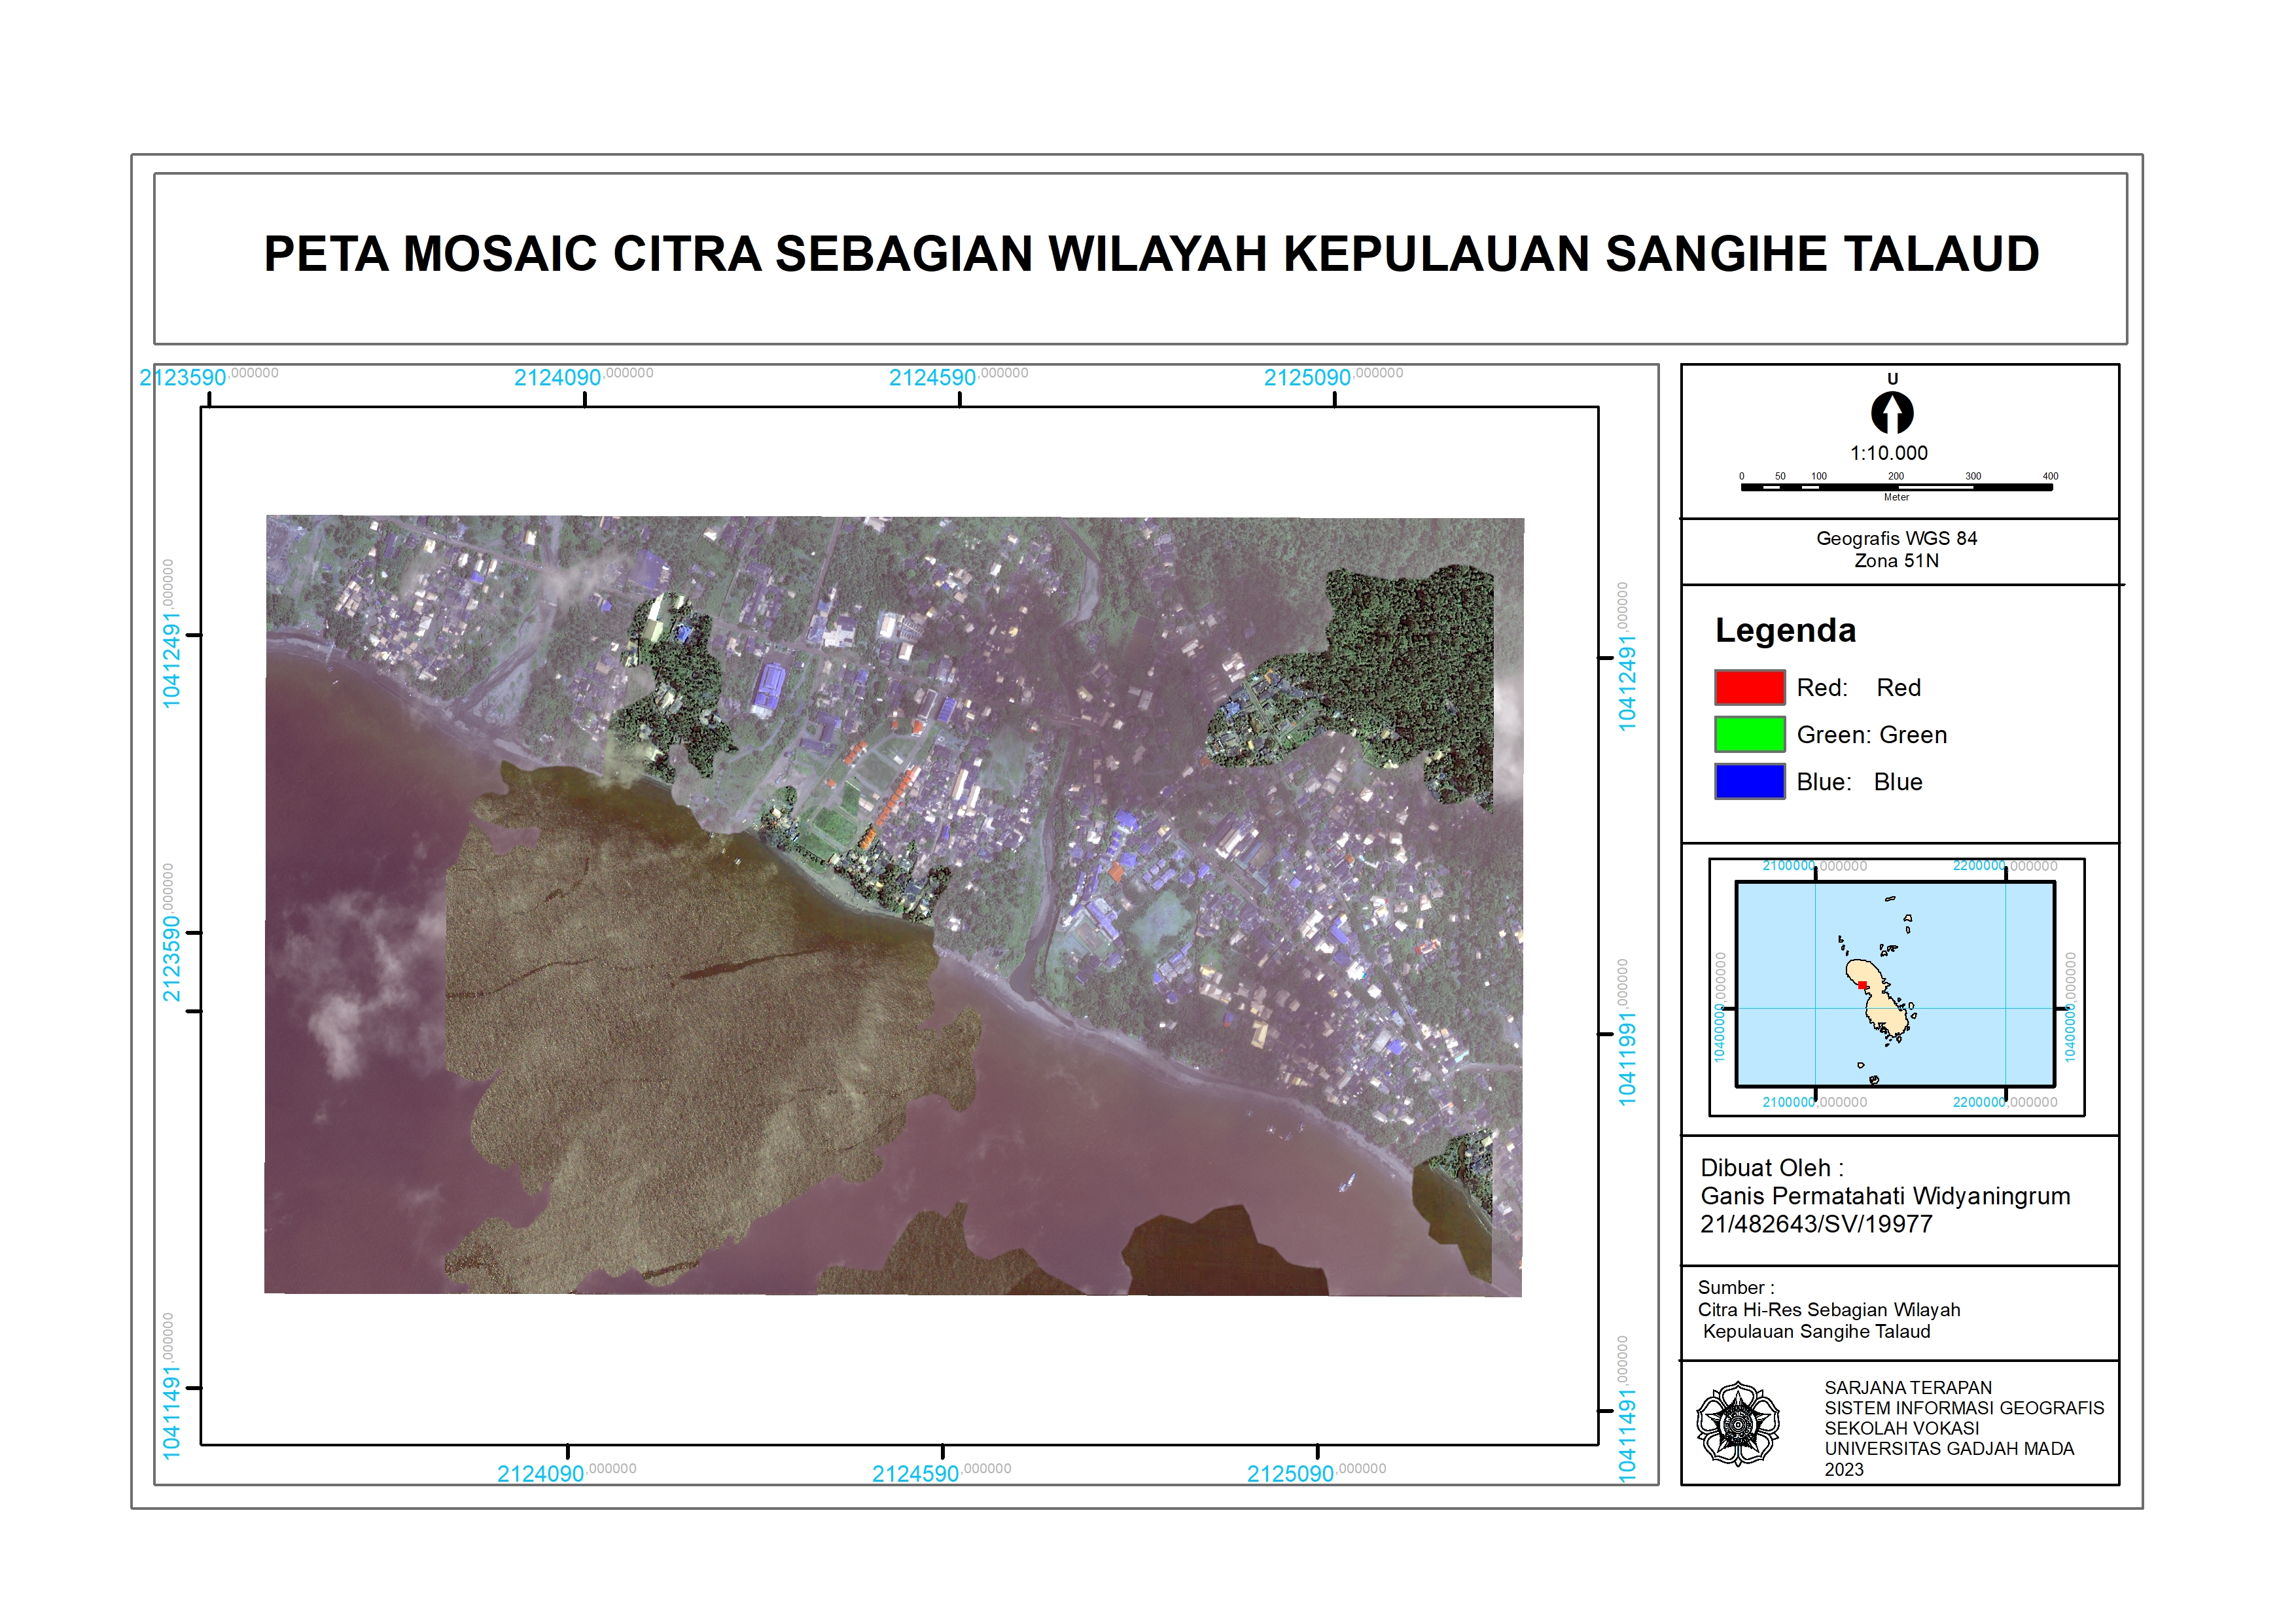 PETA MOSAIC CITRA SEBAGIAN WILAYAH KEPULAUAN SANGIHE TALAUD
2123590,000000 2124090,000000 2124590,000000 2125090,000000
10412491,000000
2123590,000000
10411491,000000
10412491,000000
10411991,000000
10411491,000000
2124090,000000 2124590,000000 2125090,000000
U
1:10.000
0 50 100 200 300 400
Meter
Geografis WGS 84
Zona 51N
Legenda
Red: Red
Green: Green
Blue: Blue
2100000,000000 2200000,000000
10400000,000000 10400000,000000
2100000,000000 2200000,000000
Dibuat Oleh :
Ganis Permatahati Widyaningrum
21/482643/SV/19977
Sumber :
Citra Hi-Res Sebagian Wilayah
Kepulauan Sangihe Talaud
SARJANA TERAPAN
SISTEM INFORMASI GEOGRAFIS
SEKOLAH VOKASI
UNIVERSITAS GADJAH MADA
2023